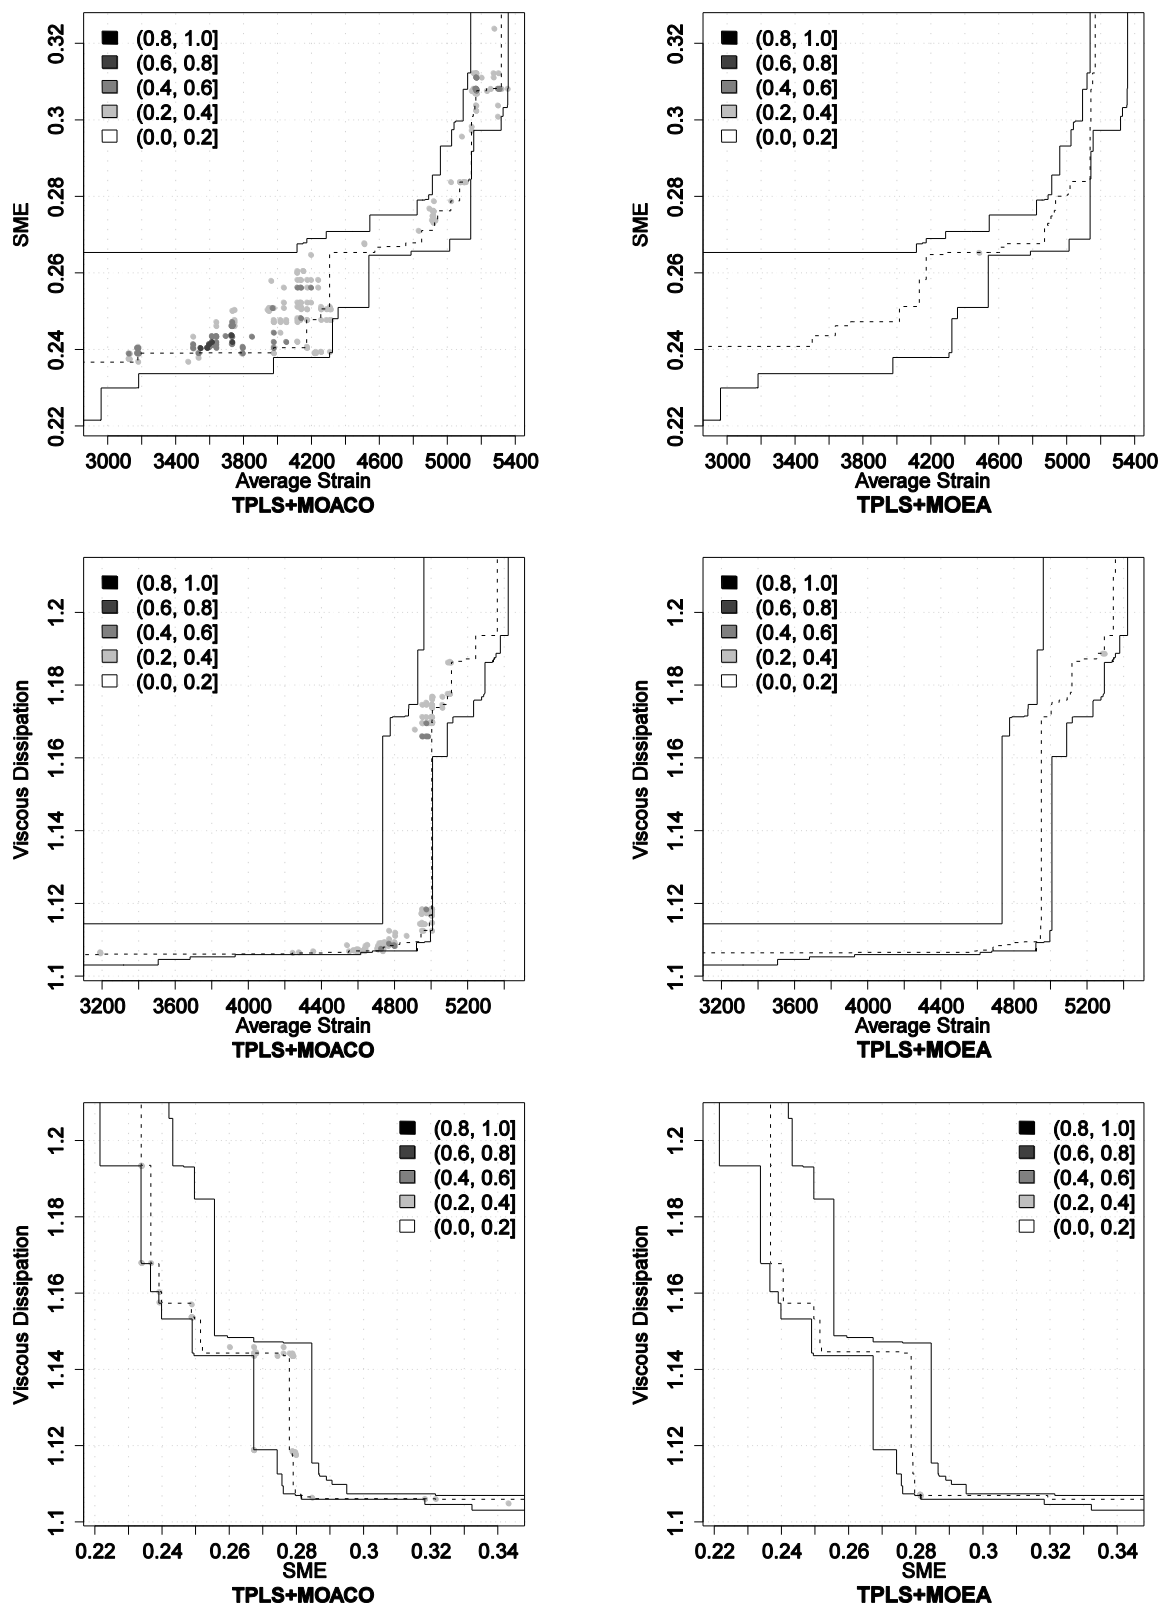 0.22 0.24 0.26 0.28 0.3 0.32
SME
(0.8, 1.0]
(0.6, 0.8]
(0.4, 0.6]
(0.2, 0.4]
(0.0, 0.2]
3000 3400 3800 4200 4600 5000 5400
Average Strain
TPLS+MOACO
0.22 0.24 0.26 0.28 0.3 0.32
SME
(0.8, 1.0]
(0.6, 0.8]
(0.4, 0.6]
(0.2, 0.4]
(0.0, 0.2]
3000 3400 3800 4200 4600 5000 5400
Average Strain
TPLS+MOEA
1.1 1.12 1.14 1.16 1.18 1.2
Viscous Dissipation
(0.8, 1.0]
(0.6, 0.8]
(0.4, 0.6]
(0.2, 0.4]
(0.0, 0.2]
3200 3600 4000 4400 4800 5200
Average Strain
TPLS+MOACO
1.1 1.12 1.14 1.16 1.18 1.2
Viscous Dissipation
(0.8, 1.0]
(0.6, 0.8]
(0.4, 0.6]
(0.2, 0.4]
(0.0, 0.2]
3200 3600 4000 4400 4800 5200
Average Strain
TPLS+MOEA
1.1 1.12 1.14 1.16 1.18 1.2
Viscous Dissipation
(0.8, 1.0]
(0.6, 0.8]
(0.4, 0.6]
(0.2, 0.4]
(0.0, 0.2]
0.22 0.24 0.26 0.28 0.3 0.32 0.34
SME
TPLS+MOACO
1.1 1.12 1.14 1.16 1.18 1.2
Viscous Dissipation
(0.8, 1.0]
(0.6, 0.8]
(0.4, 0.6]
(0.2, 0.4]
(0.0, 0.2]
0.22 0.24 0.26 0.28 0.3 0.32 0.34
SME
TPLS+MOEA